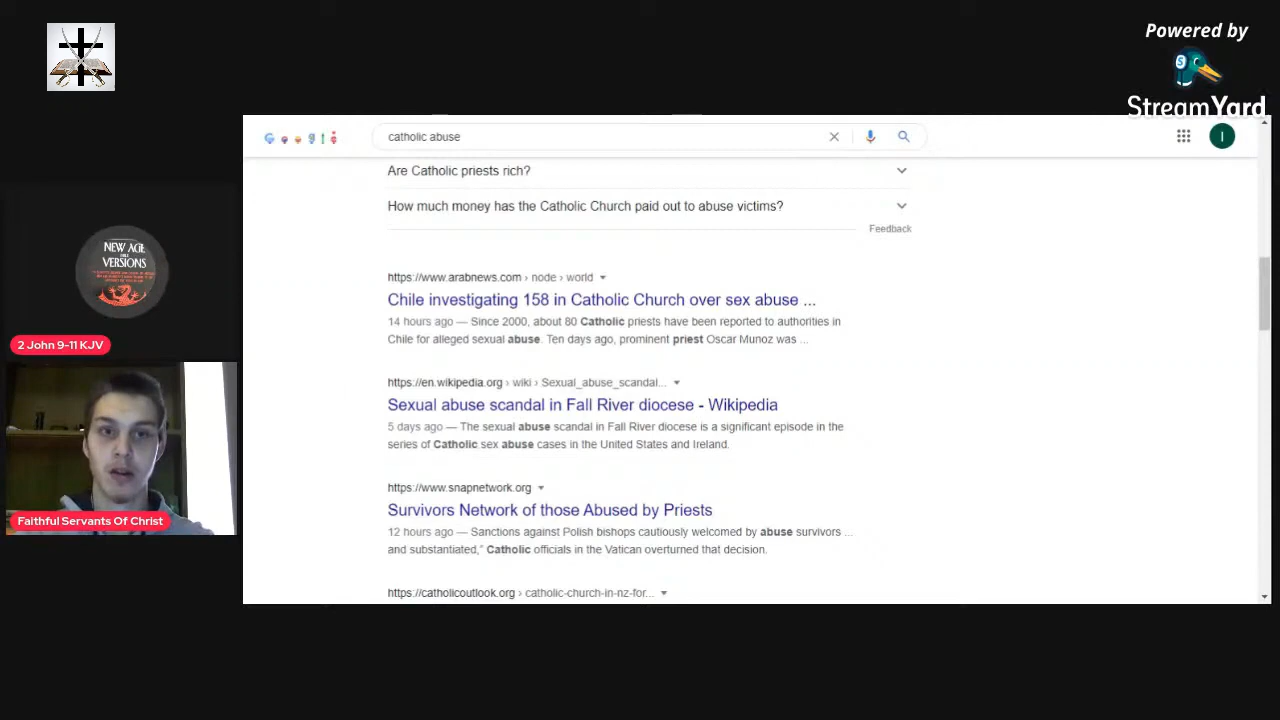 Powered by
StreamYard
Google
catholic abuse
I
Are Catholic priests rich?
How much money has the Catholic Church paid out to abuse victims?
Feedback
https://www.arabnews.com › node › world
Chile investigating 158 in Catholic Church over sex abuse ...
14 hours ago — Since 2000, about 80 Catholic priests have been reported to authorities in
Chile for alleged sexual abuse. Ten days ago, prominent priest Oscar Munoz was ...
https://en.wikipedia.org › wiki › Sexual_abuse_scandal...
Sexual abuse scandal in Fall River diocese - Wikipedia
5 days ago — The sexual abuse scandal in Fall River diocese is a significant episode in the
series of Catholic sex abuse cases in the United States and Ireland.
https://www.snapnetwork.org
Survivors Network of those Abused by Priests
12 hours ago — Sanctions against Polish bishops cautiously welcomed by abuse survivors ...
and substantiated,” Catholic officials in the Vatican overturned that decision.
https://catholicoutlook.org › catholic-church-in-nz-for...
NEW AGE
VERSIONS
2 John 9-11 KJV
Faithful Servants Of Christ